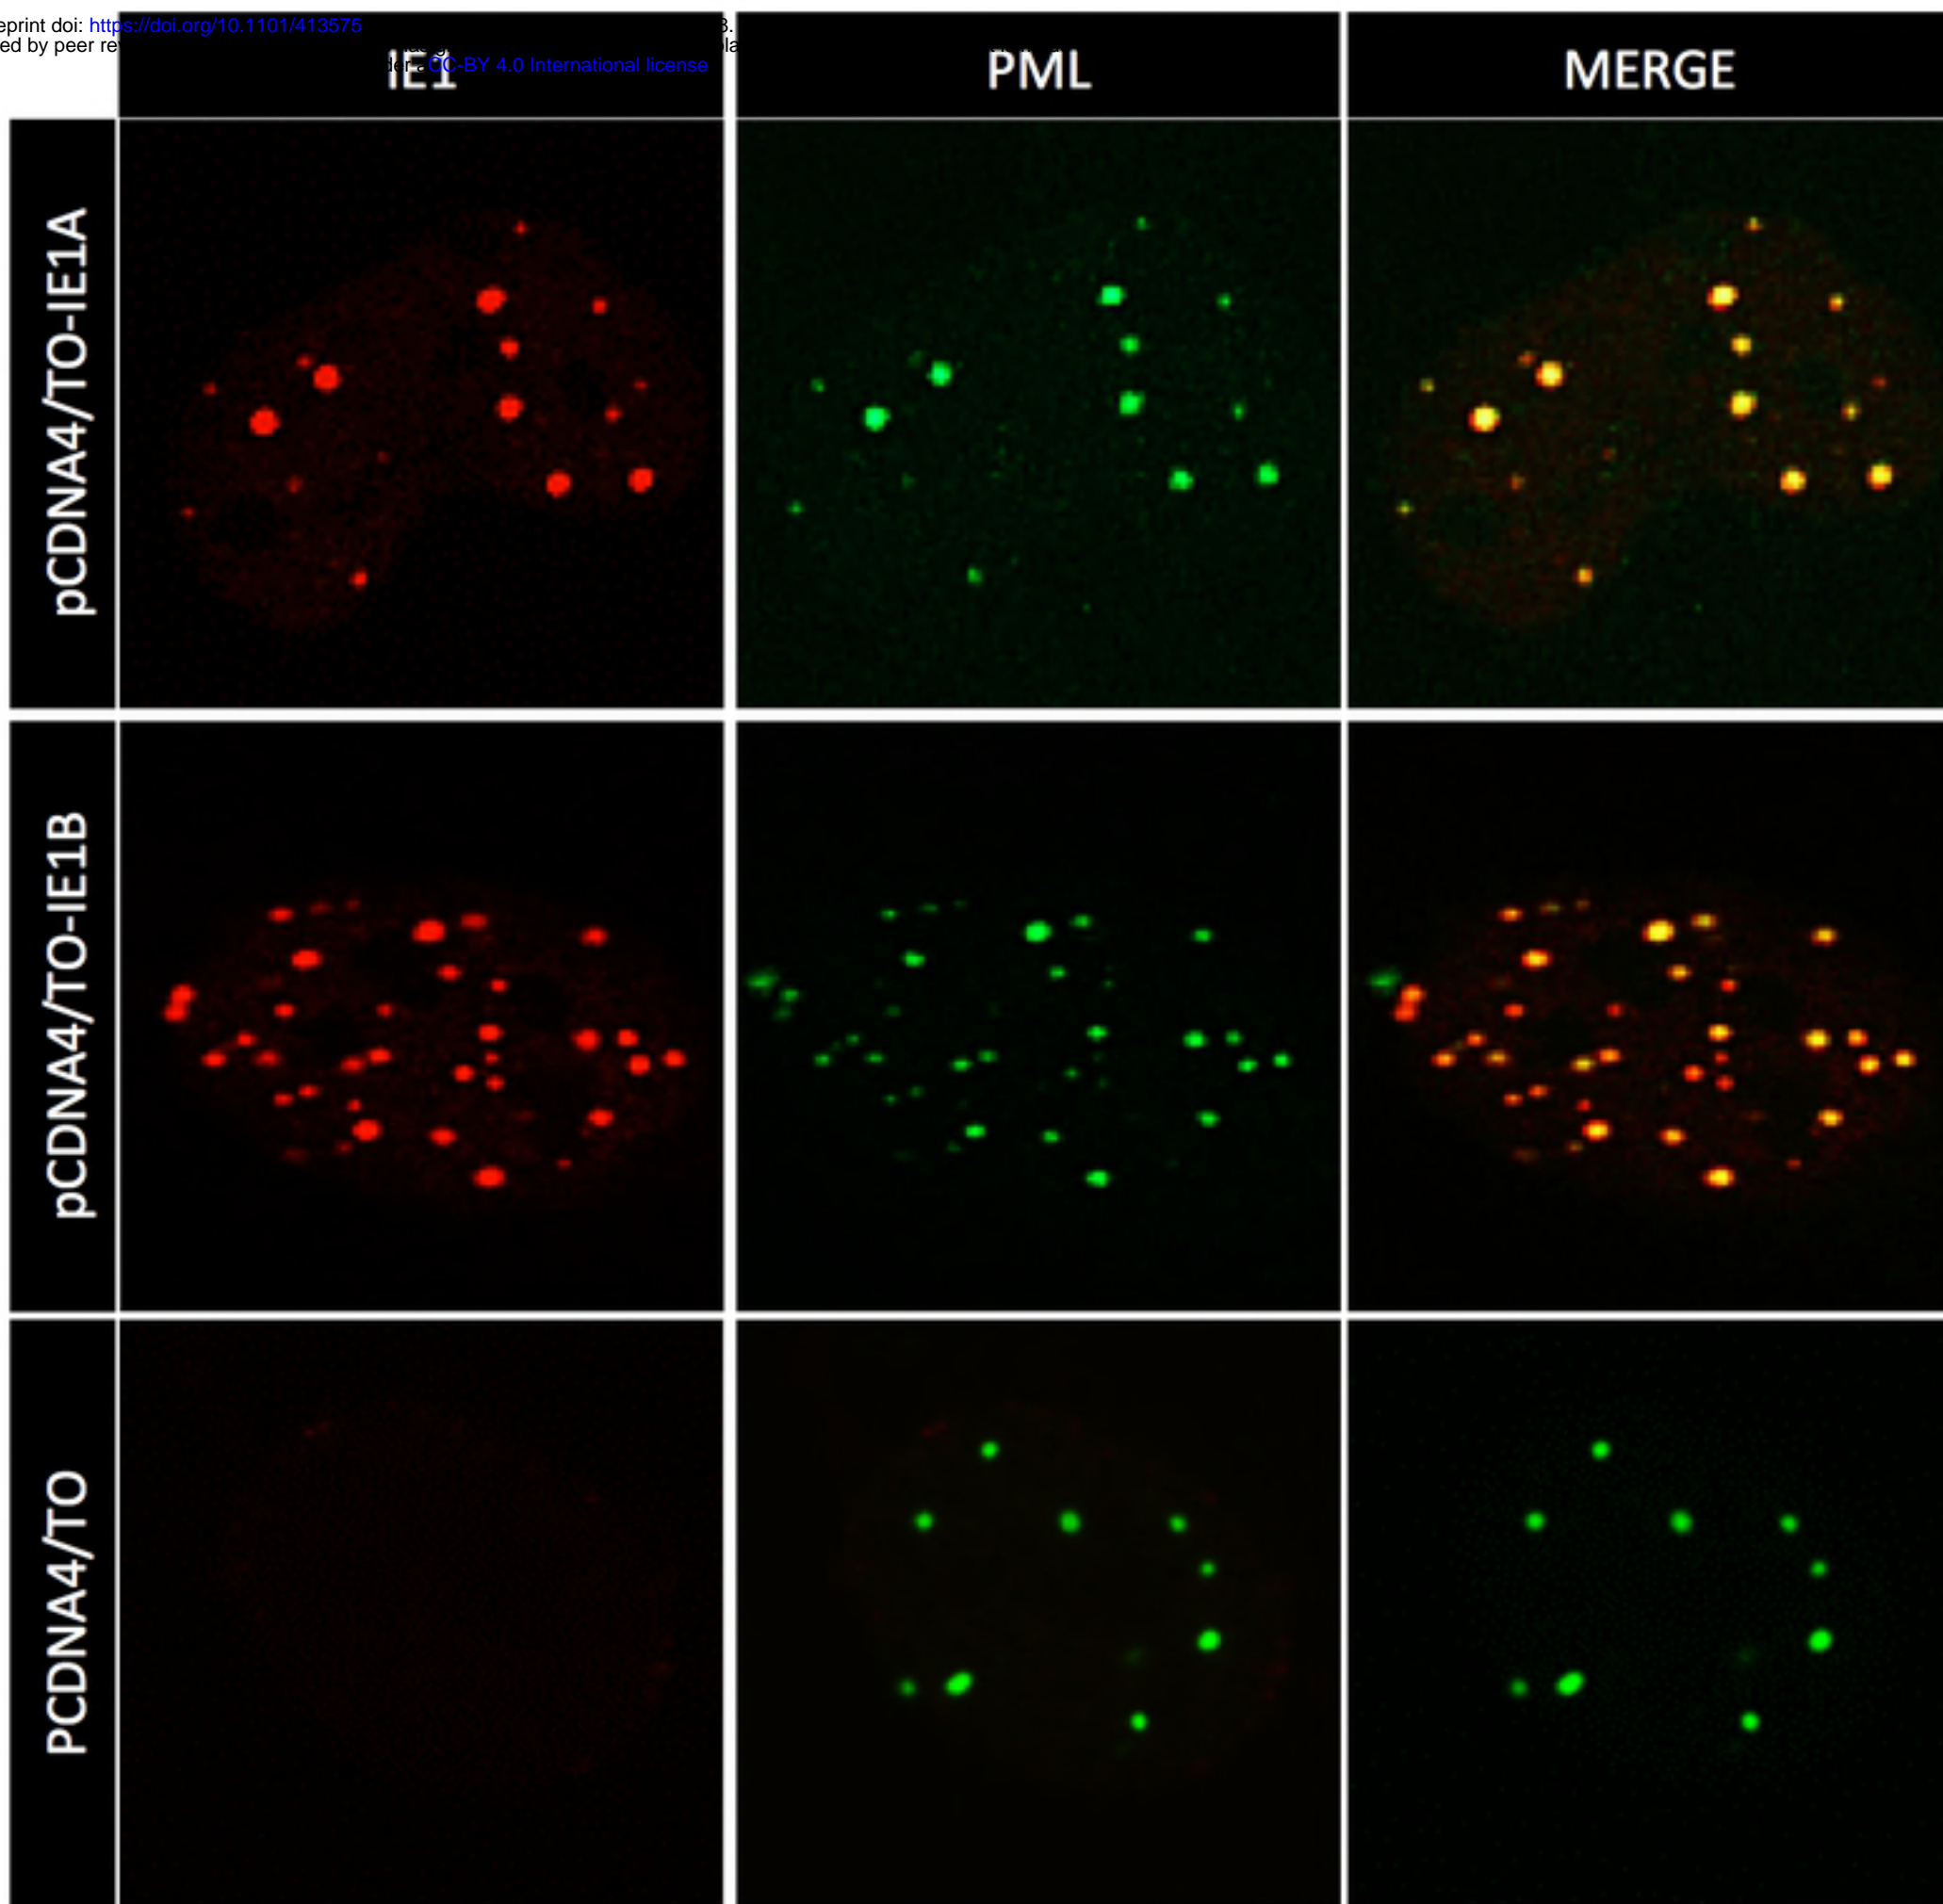 eprint doi: https://doi.org/10.1101/413575
ed by peer
CC-BY 4.0 International license
IE1 PML MERGE
pCDNA4/TO-IE1A
pCDNA4/TO-IE1B
PCDNA4/TO